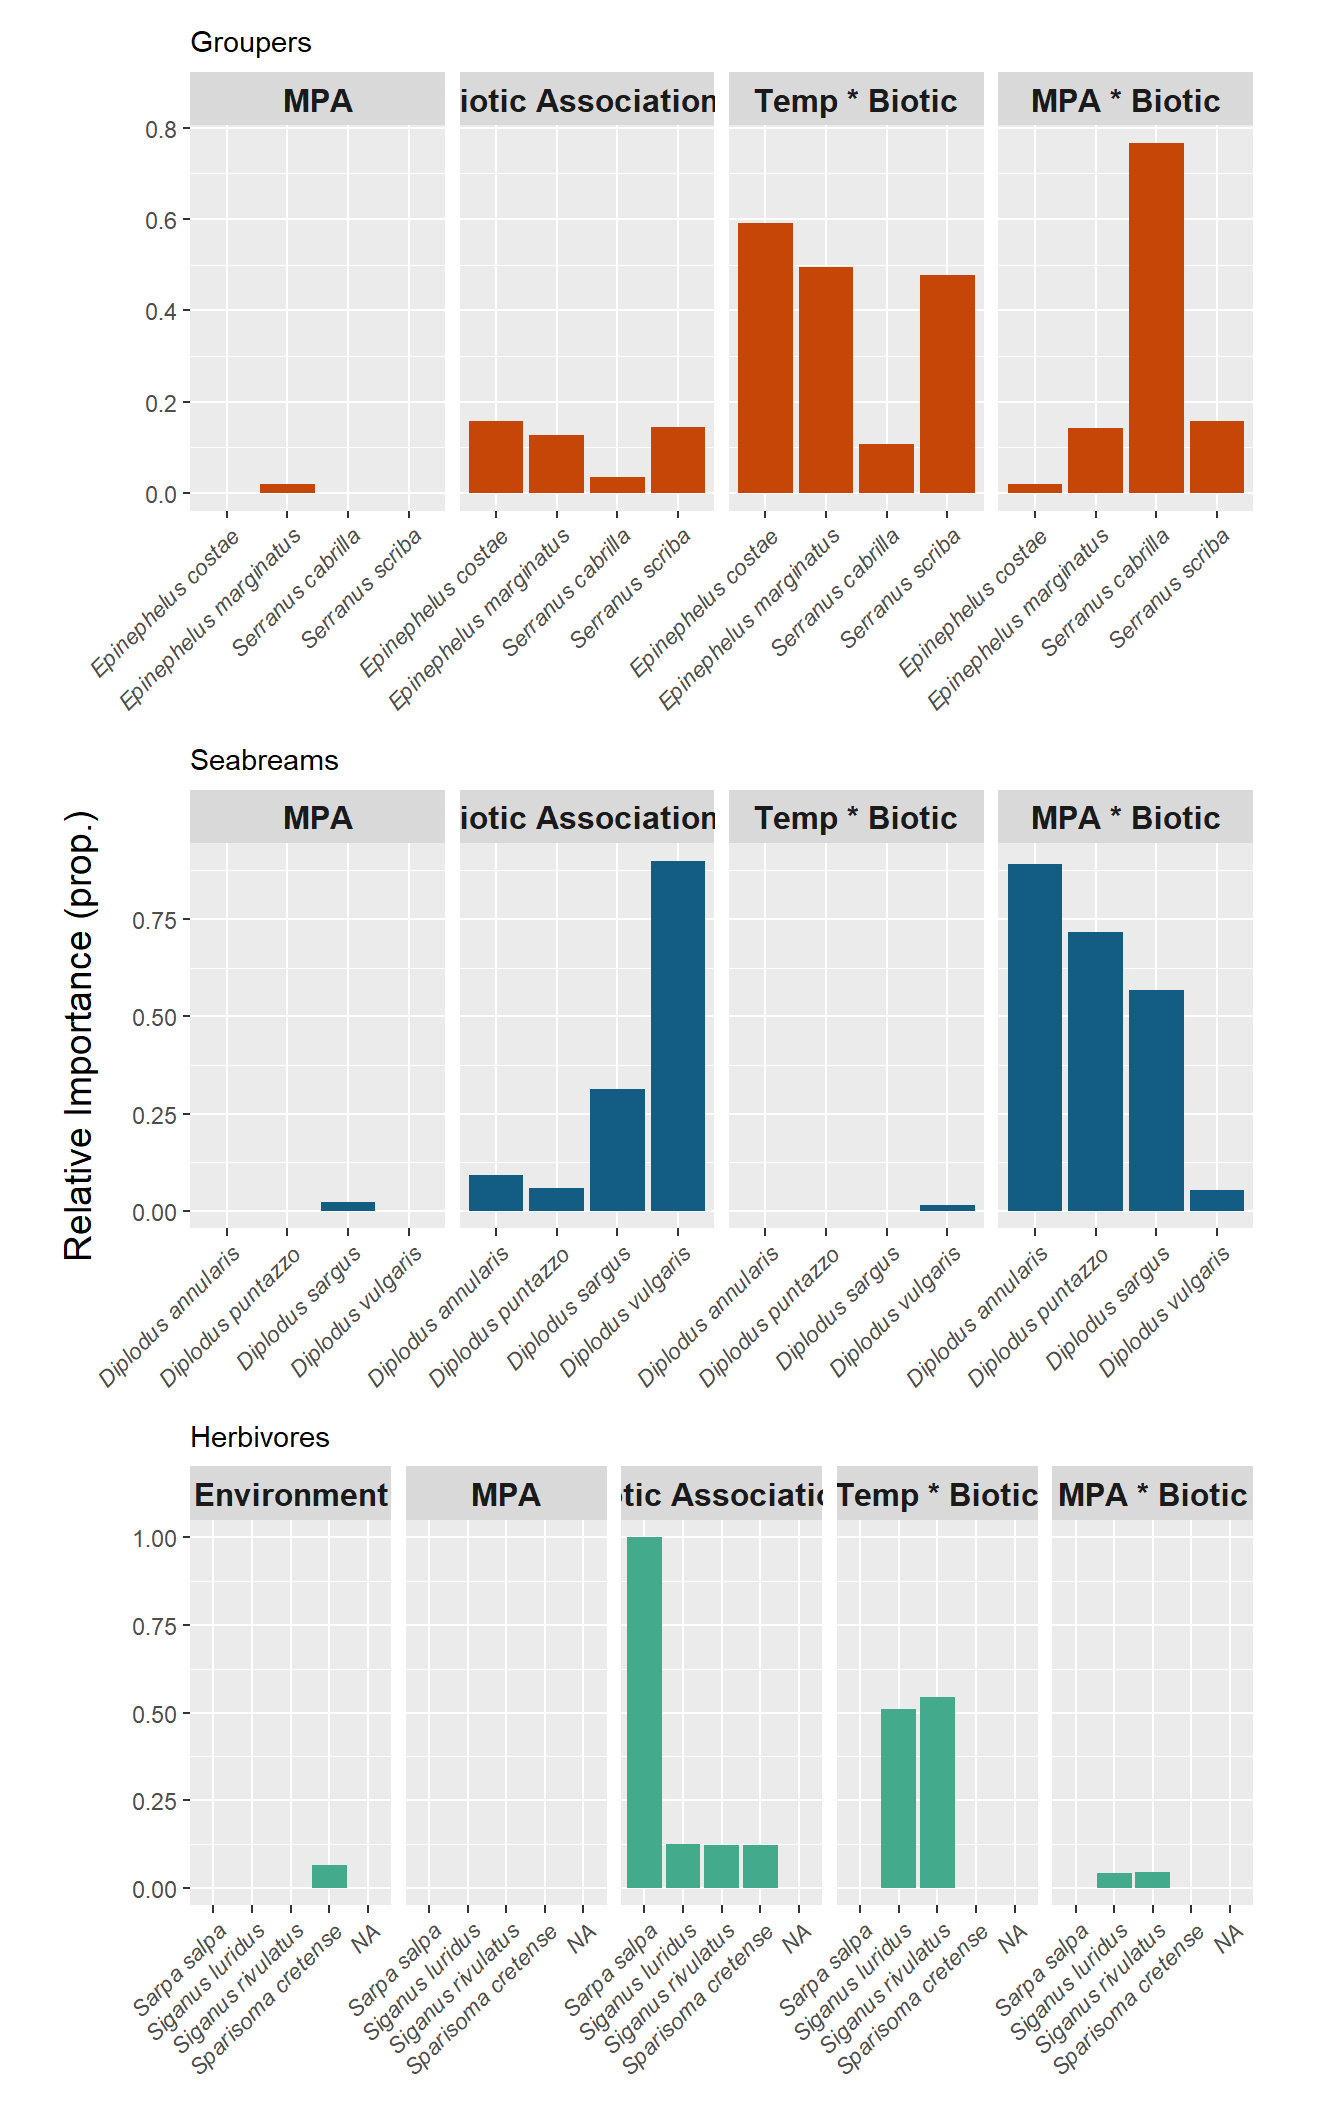 Groupers
MPA iotic Association Temp * Biotic MPA * Biotic
0.8
0.6
0.4
0.2
0.0
Epinephelus costae Epinephelus marginatus Serranus cabrilla Serranus scriba Epinephelus costae Epinephelus marginatus Serranus cabrilla Serranus scriba Epinephelus costae Epinephelus marginatus Serranus cabrilla Serranus scriba Epinephelus costae Epinephelus marginatus Serranus cabrilla Serranus scriba
Relative Importance (prop.)
Seabreams
MPA iotic Association Temp * Biotic MPA * Biotic
0.75
0.50
0.25
0.00
Diplodus annularis Diplodus puntazzo Diplodus sargus Diplodus vulgaris Diplodus annularis Diplodus puntazzo Diplodus sargus Diplodus vulgaris Diplodus annularis Diplodus puntazzo Diplodus sargus Diplodus vulgaris Diplodus annularis Diplodus puntazzo Diplodus sargus Diplodus vulgaris
Herbivores
Environment MPA otic Associatio Temp * Biotic MPA * Biotic
1.00
0.75
0.50
0.25
0.00
Sarpa salpa Siganus luridus Siganus rivulatus Sparisoma cretense NA Sarpa salpa Siganus luridus Siganus rivulatus Sparisoma cretense NA Sarpa salpa Siganus luridus Siganus rivulatus Sparisoma cretense NA Sarpa salpa Siganus luridus Siganus rivulatus Sparisoma cretense NA Sarpa salpa Siganus luridus Siganus rivulatus Sparisoma cretense NA